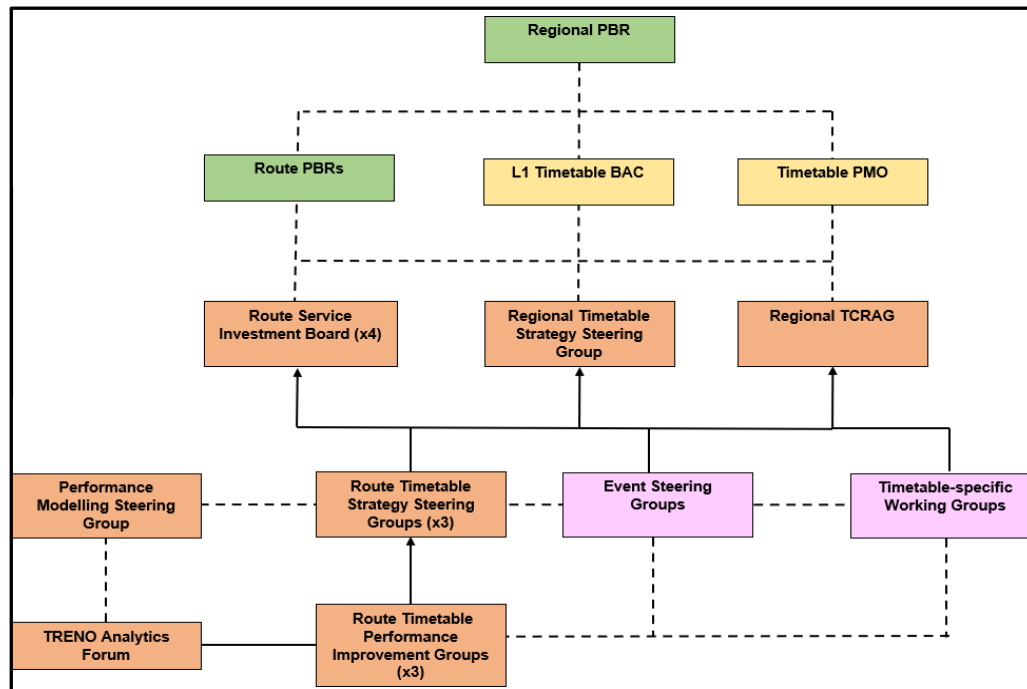 Regional PBR
Route PBRs
L1 Timetable BAC
Timetable PMO
Route Service
Investment Board (x4)
Regional Timetable
Strategy Steering
Group
Regional TCRAG
Performance
Modelling Steering
Group
Route Timetable
Strategy Steering
Groups (x3)
Event Steering
Groups
Timetable-specific
Working Groups
TRENO Analytics
Forum
Route Timetable
Performance
Improvement Groups
(x3)